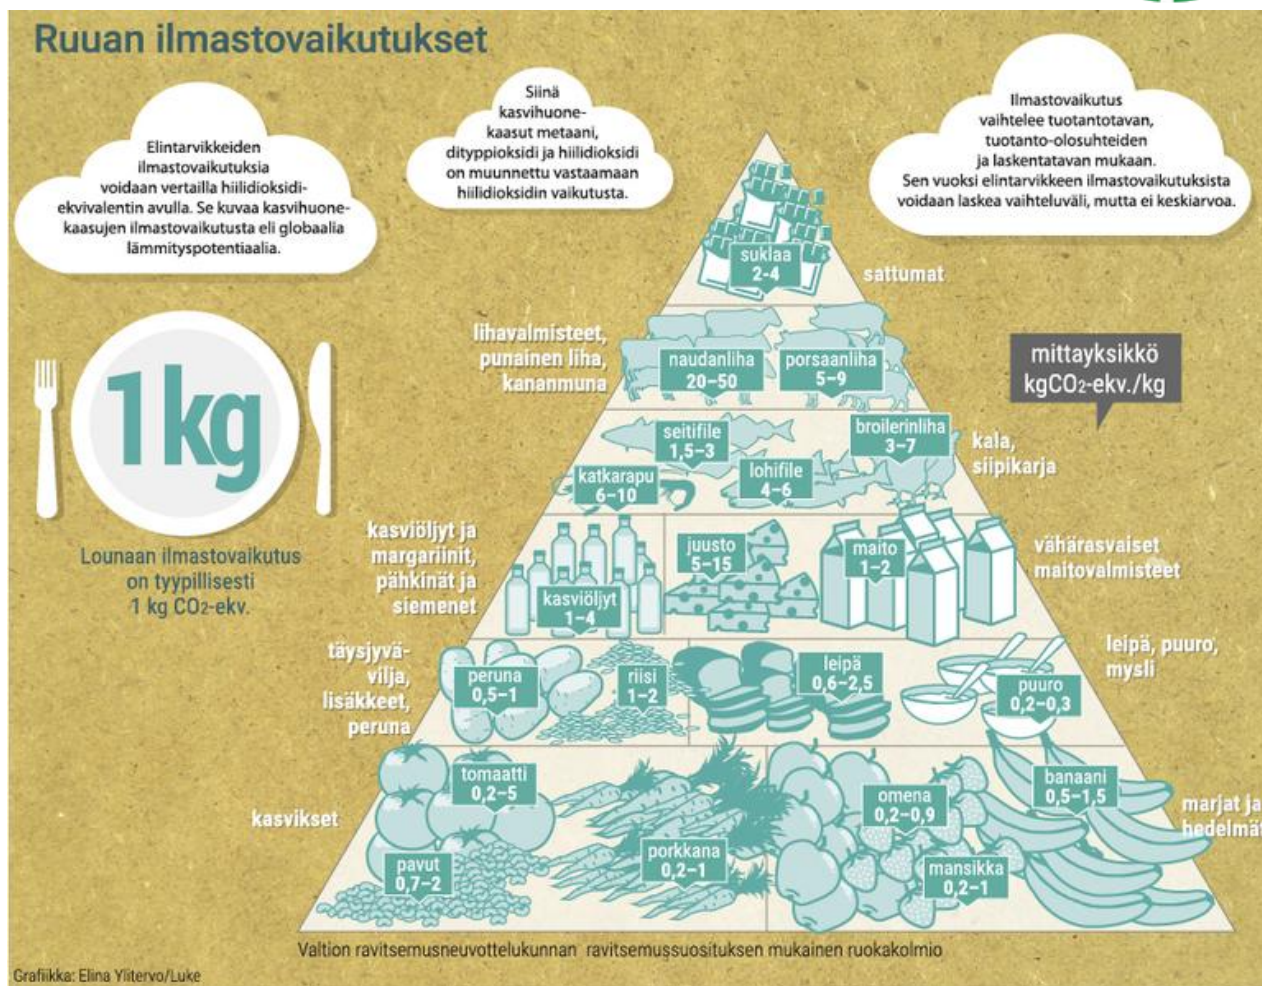 Ruuan ilmastovaikutukset
Elintarvikkeiden
ilmastovaikutuksia
voidaan vertailla hiilidioksidi-
ekvivalentin avulla. Se kuvaa kasvihuone-
kaasujen ilmastovaikutusta eli globaalia
lämmityspotentiaalia.
Siinä
kasvihuone-
kaasut metaani,
dityppioksidi ja hiilidioksidi
on muunnettu vastaamaan
hiilidioksidin vaikutusta.
Ilmastovaikutus
vaihtelee tuotantotavan,
tuotanto-olosuhteiden
ja laskentatavan mukaan.
Sen vuoksi elintarvikkeen ilmastovaikutuksista
voidaan laskea vaihteluväli, mutta ei keskiarvoa.
1kg
Lounaan ilmastovaikutus
on tyypillisesti
1 kg CO2-ekv.
mittayksikkö
kgCO2-ekv./kg
suklaa
2-4
sattumat
lihavalmisteet,
punainen liha,
kananmuna
naudanliha
20–50
porsaanliha
5–9
seitifile
1,5–3
broilerinliha
3–7
katkarapu
6–10
lohifile
4–6
kala,
siipikarja
kasviöljyt ja
margariinit,
pähkinät ja
siemenet
kasviöljyt
1–4
juusto
5–15
maito
1–2
vähärasvaiset
maitovalmisteet
täysjyvä-
vilja,
lisäkkeet,
peruna
peruna
0,5–1
riisi
1–2
leipä
0,6–2,5
puuro
0,2–0,3
leipä, puuro,
mysli
kasvikset
tomaatti
0,2–5
pavut
0,7–2
porkkana
0,2–1
omena
0,2–0,9
mansikka
0,2–1
banaani
0,5–1,5
marjat ja
hedelmät
Valtion ravitsemusneuvottelukunnan ravitsemussuosituksen mukainen ruokakolmio
Grafiikka: Elina Ylitervo/Luke